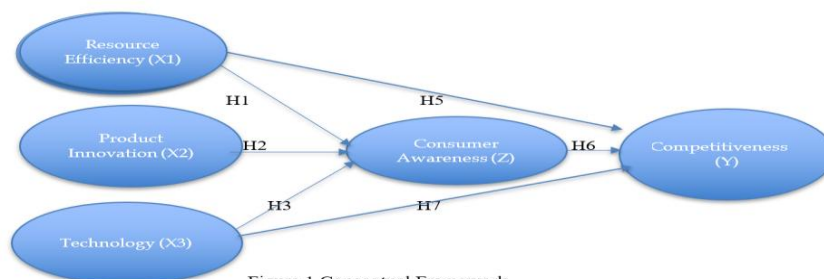 Resource
Efficiency (X1)
H1
H5
Product
Innovation (X2)
H2
Consumer
Awareness (Z)
H6
Competitiveness
(Y)
H3
H7
Technology (X3)
Figure 1 Conceptual Framework